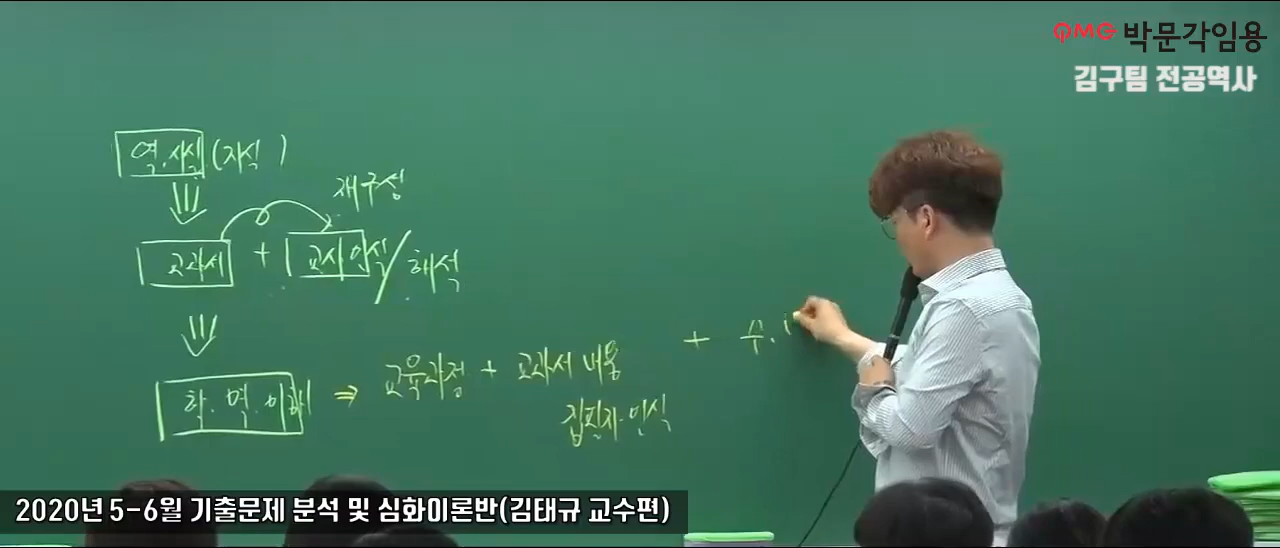 PMG 박문각임용
김구팀 전공역사
역.사식 (지식)
재구성
교과서 + 교사인식 / 해석
학.역.이해 ⇒ 교육과정 + 교과서 내용 + 수.
집필자.인식
2020년 5-6월 기출문제 분석 및 심화이론반(김태규 교수편)